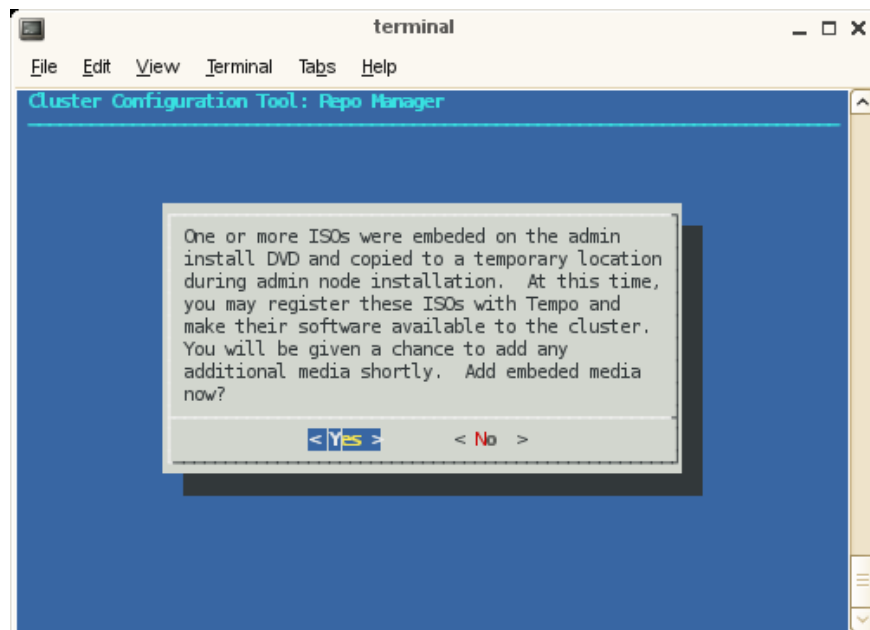 terminal
File Edit View Terminal Tabs Help
Cluster Configuration Tool: Repo Manager
One or more ISOs were embeded on the admin
install DVD and copied to a temporary location
during admin node installation. At this time,
you may register these ISOs with Tempo and
make their software available to the cluster.
You will be given a chance to add any
additional media shortly. Add embeded media
now?
< Yes > < No >